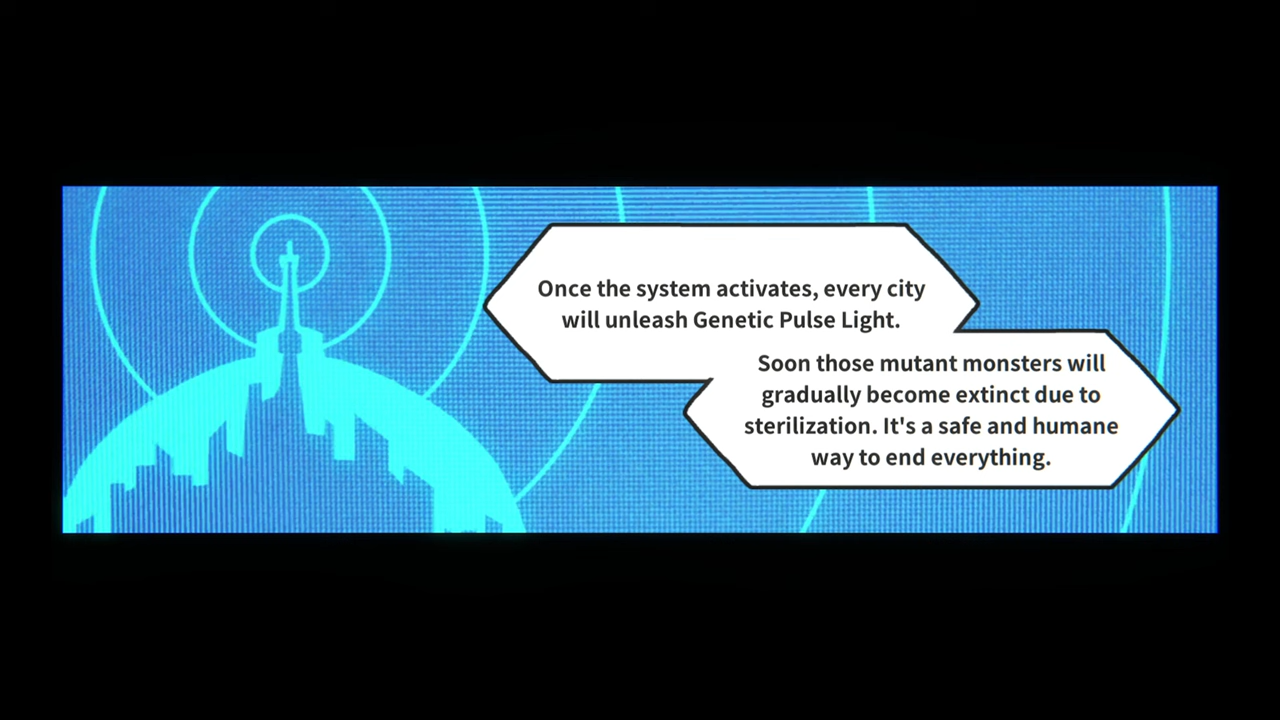 Once the system activates, every city
will unleash Genetic Pulse Light.
Soon those mutant monsters will
gradually become extinct due to
sterilization. It's a safe and humane
way to end everything.